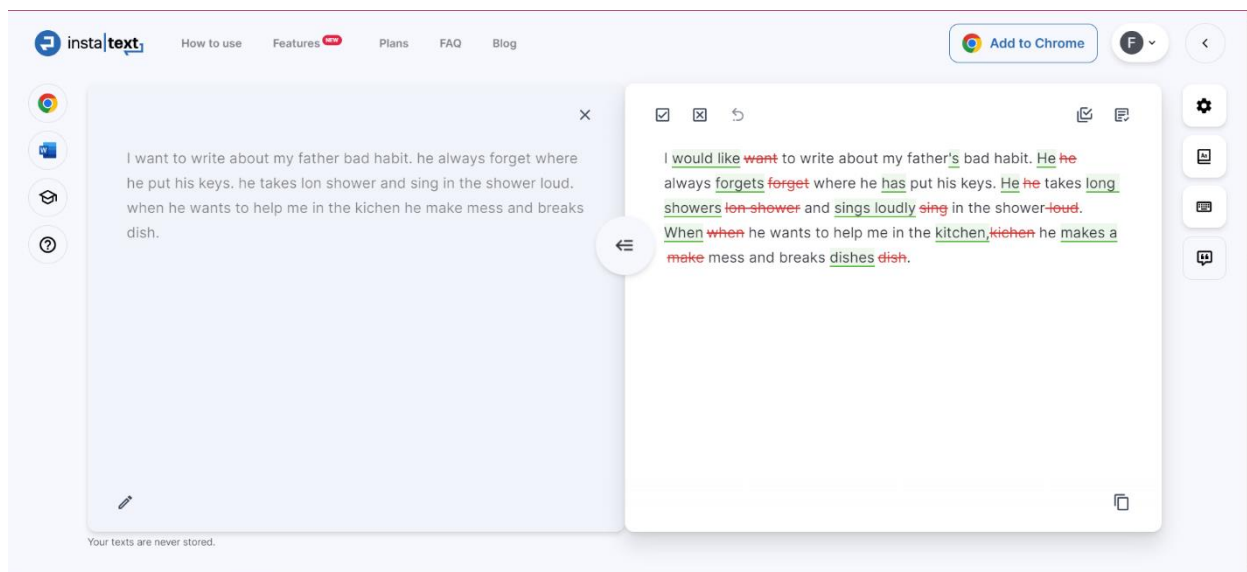 instatext How to use Features NEW Plans FAQ Blog Add to Chrome F
I want to write about my father bad habit. he always forget where
he put his keys. he takes lon shower and sing in the shower loud.
when he wants to help me in the kichen he make mess and breaks
dish.
I would like want to write about my father's bad habit. He he
always forgets forget where he has put his keys. He he takes long
showers lon shower and sings loudly sing in the shower loud.
When when he wants to help me in the kitchen,kichen he makes a
make mess and breaks dishes dish.
Your texts are never stored.